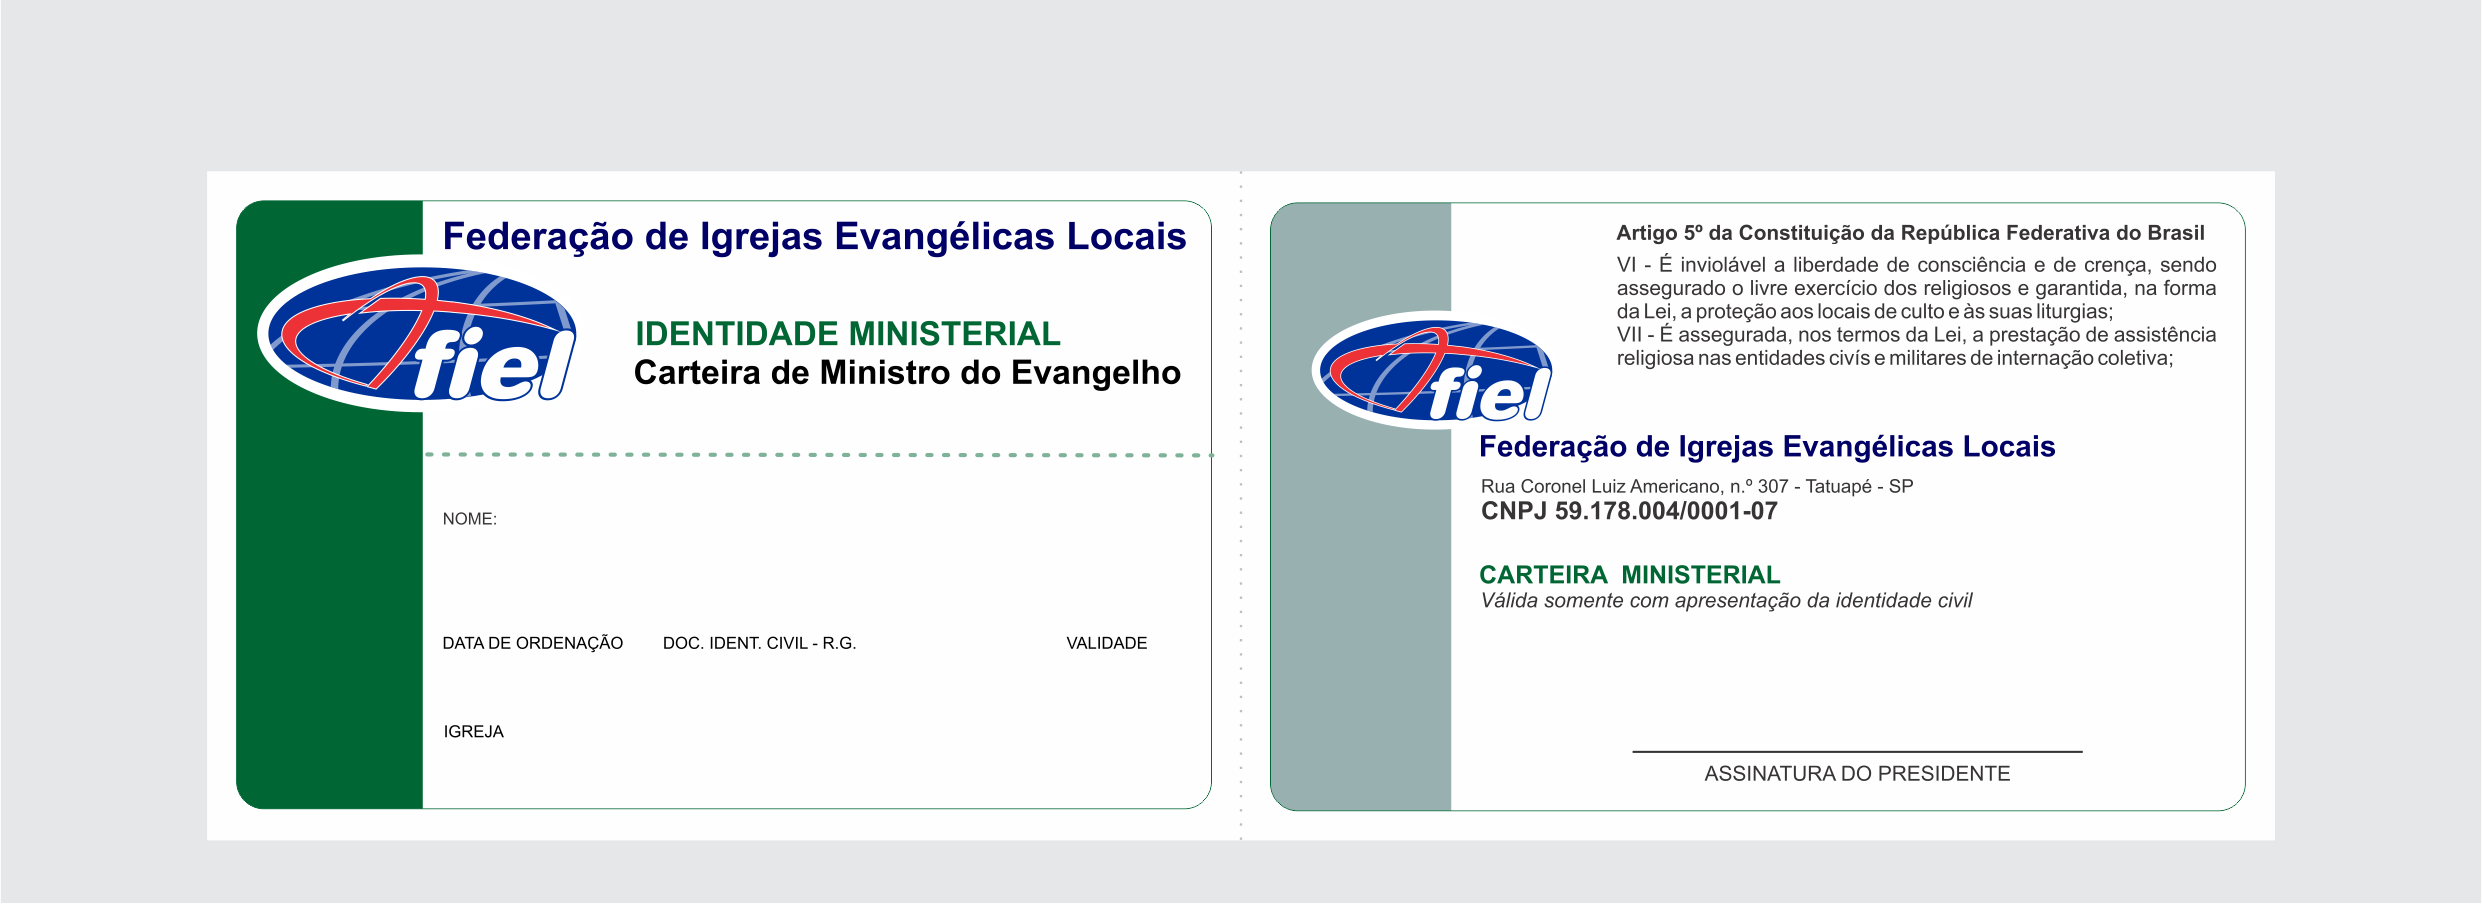 Federação de Igrejas Evangélicas Locais
fiel
IDENTIDADE MINISTERIAL
Carteira de Ministro do Evangelho
NOME:
DATA DE ORDENAÇÃO DOC. IDENT. CIVIL - R.G. VALIDADE
IGREJA
Artigo 5º da Constituição da República Federativa do Brasil
VI - É inviolável a liberdade de consciência e de crença, sendo
assegurado o livre exercício dos religiosos e garantida, na forma
da Lei, a proteção aos locais de culto e às suas liturgias;
VII - É assegurada, nos termos da Lei, a prestação de assistência
religiosa nas entidades civís e militares de internação coletiva;
fiel
Federação de Igrejas Evangélicas Locais
Rua Coronel Luiz Americano, n.º 307 - Tatuapé - SP
CNPJ 59.178.004/0001-07
CARTEIRA MINISTERIAL
Válida somente com apresentação da identidade civil
ASSINATURA DO PRESIDENTE